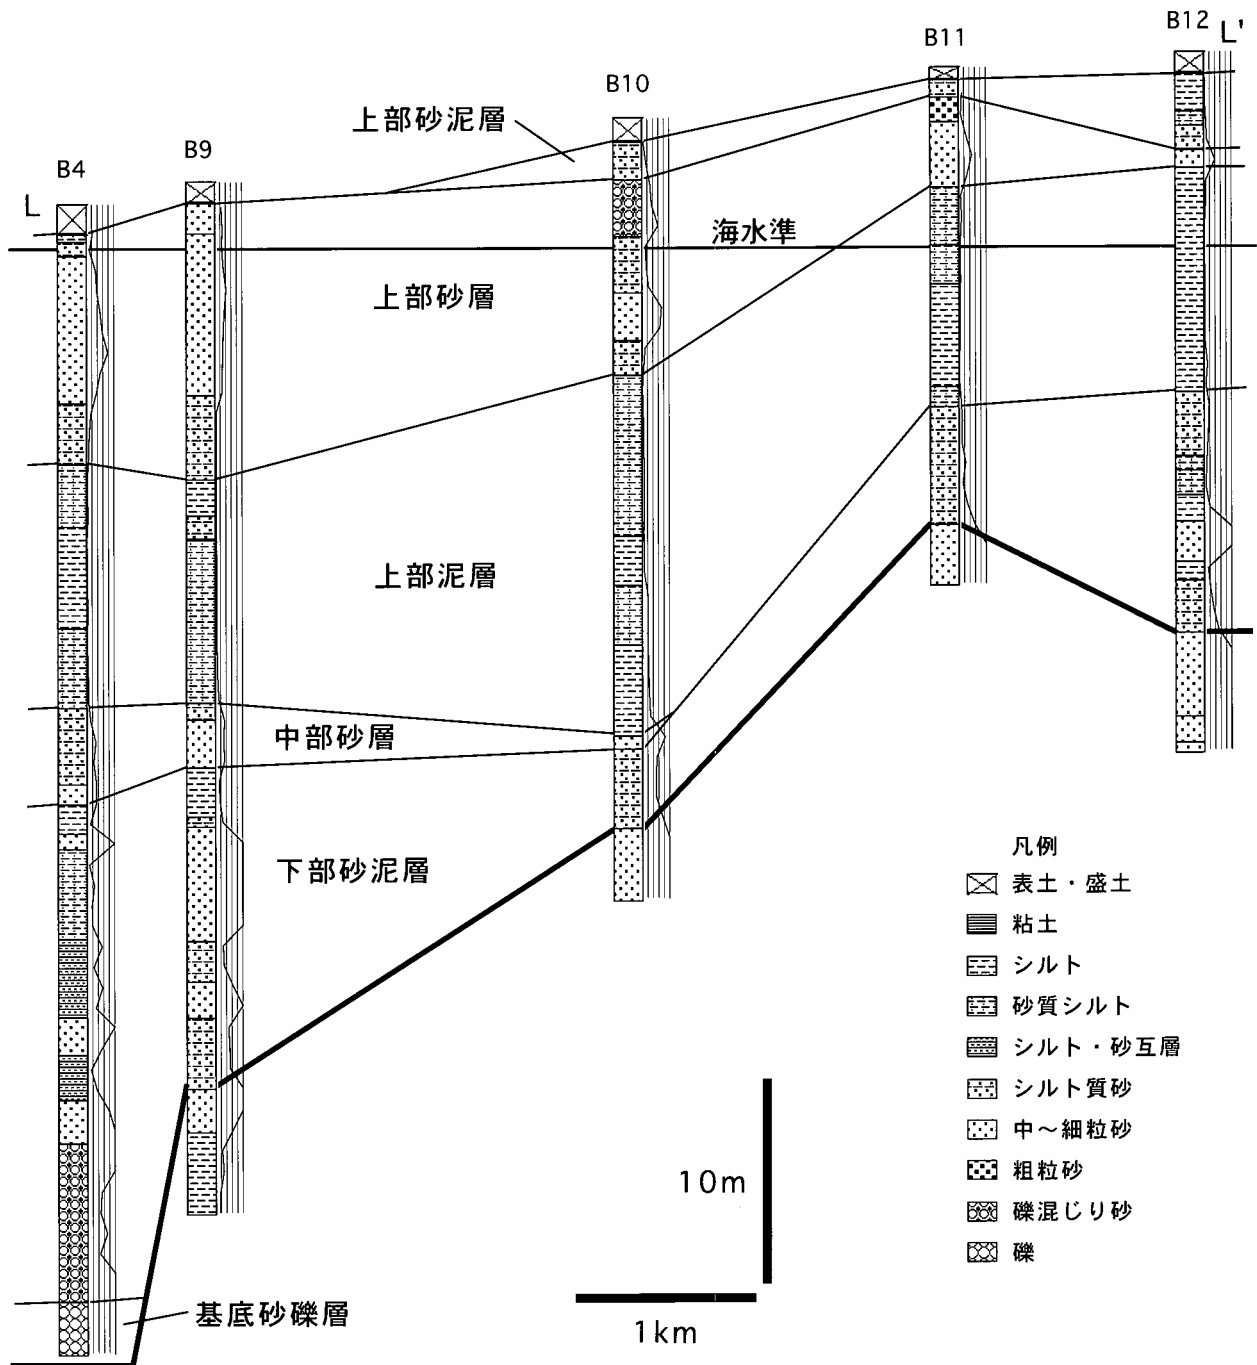 B12 L'
B11
B10
上部砂泥層
B9
B4
L
海水準
上部砂層
上部泥層
中部砂層
下部砂泥層
凡例
表土・盛土
粘土
シルト
砂質シルト
シルト・砂互層
シルト質砂
中～細粒砂
粗粒砂
礫混じり砂
礫
10m
1km
基底砂礫層